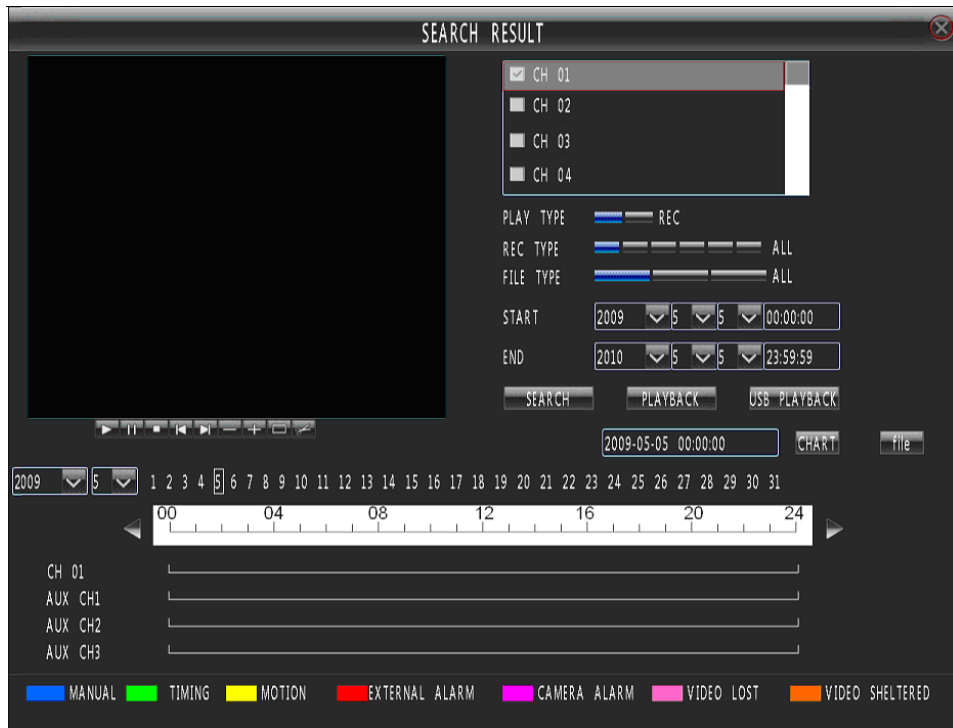 SEARCH RESULT
CH 01
CH 02
CH 03
CH 04
PLAY TYPE REC
REC TYPE ALL
FILE TYPE ALL
START 2009 5 5 00:00:00
END 2010 5 5 23:59:59
SEARCH PLAYBACK USB PLAYBACK
2009-05-05 00:00:00 CHART file
2009 5 1 2 3 4 5 6 7 8 9 10 11 12 13 14 15 16 17 18 19 20 21 22 23 24 25 26 27 28 29 30 31
00 04 08 12 16 20 24
CH 01
AUX CH1
AUX CH2
AUX CH3
MANUAL TIMING MOTION EXTERNAL ALARM CAMERA ALARM VIDEO LOST VIDEO SHELTERED